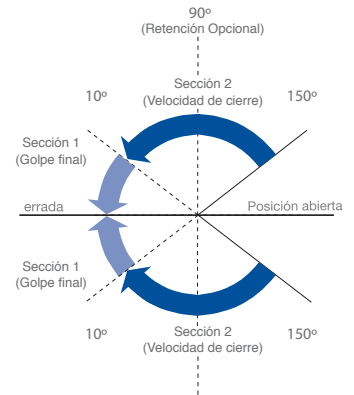 90º
(Retención Opcional)
10º
Sección 2
(Velocidad de cierre)
150º
Sección 1
(Golpe final)
errada
Posición abierta
Sección 1
(Golpe final)
10º
Sección 2
(Velocidad de cierre)
150º